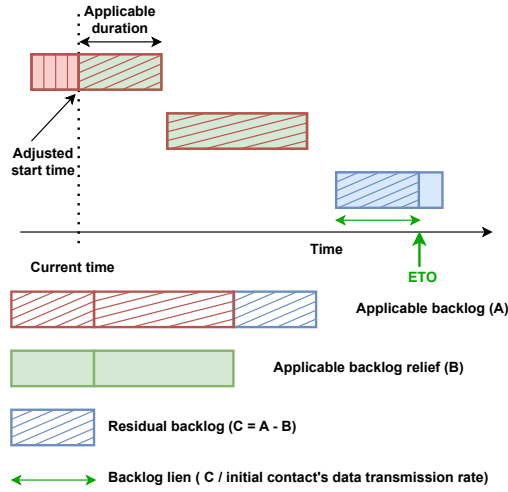 Applicable
duration
Adjusted
start time
Time
Current time
ETO
Applicable backlog (A)
Applicable backlog relief (B)
Residual backlog (C = A - B)
Backlog lien ( C / initial contact's data transmission rate)